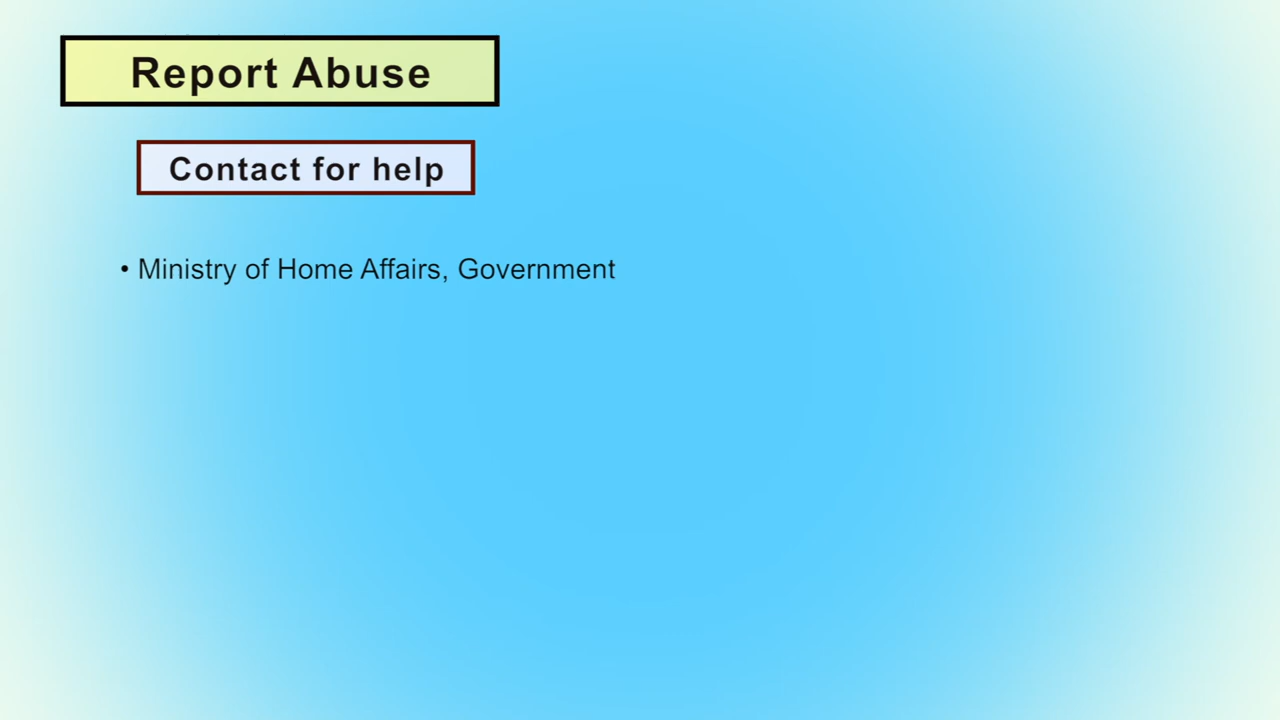 Report Abuse
Contact for help
• Ministry of Home Affairs, Government